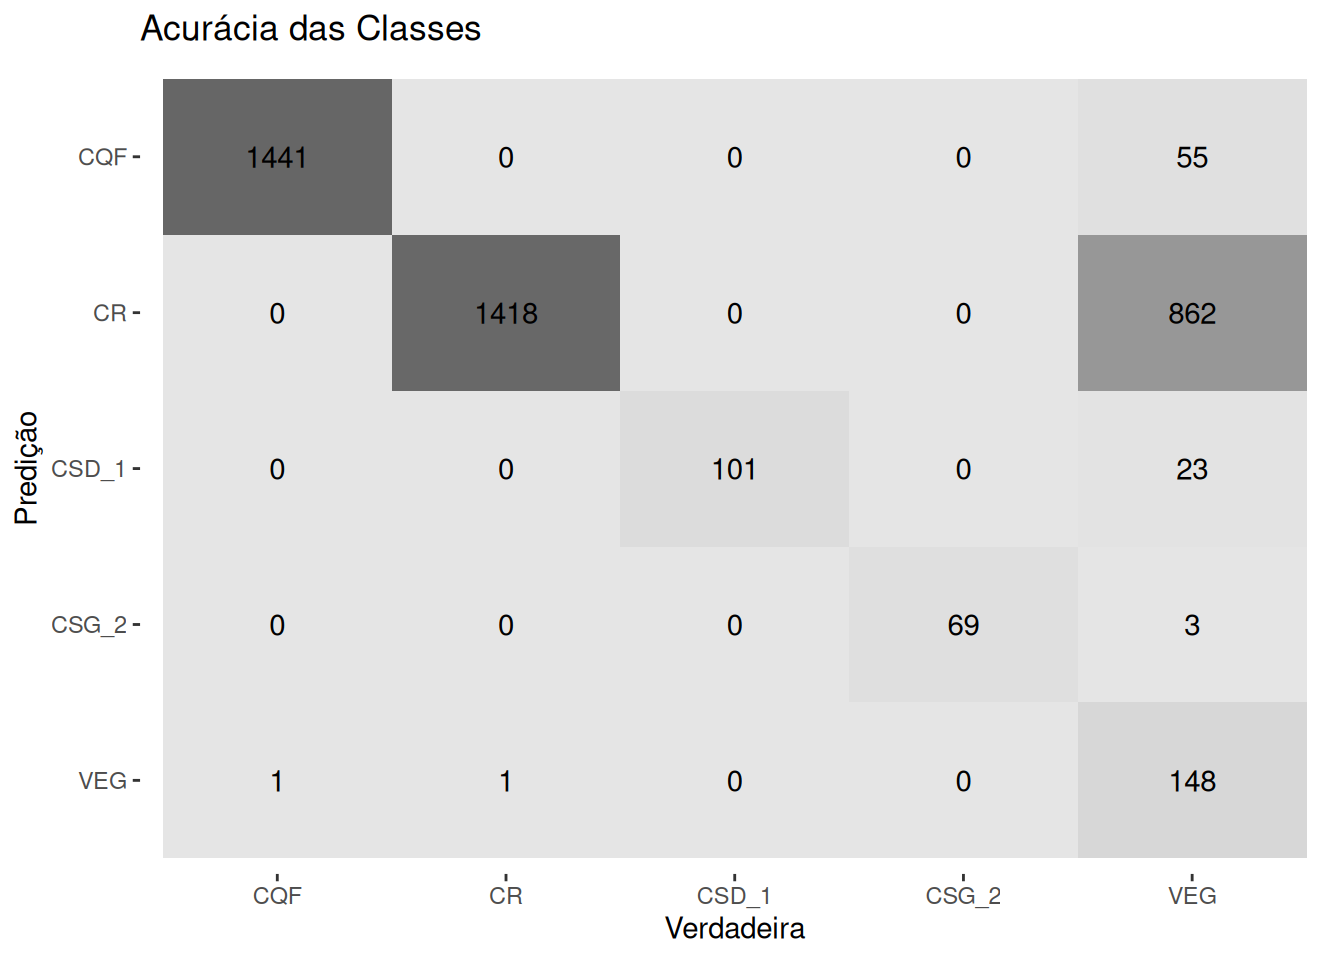 Acurácia das Classes
CQF 1441 0 0 0 55
CR 0 1418 0 0 862
CSD_1 0 0 101 0 23
CSG_2 0 0 0 69 3
VEG 1 1 0 0 148
CQF CR CSD_1 CSG_2 VEG
Verdadeira
Predição